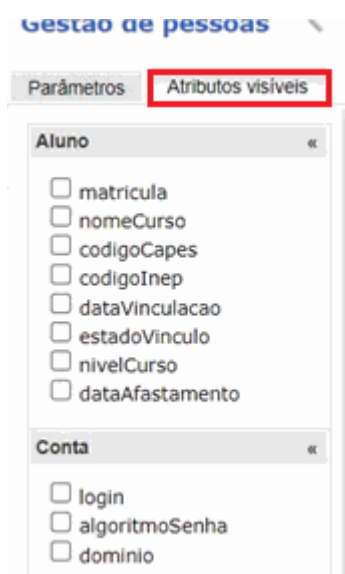 Gestão de pessoas
Parâmetros Atributos visíveis
Aluno «
matricula
nomeCurso
codigoCapes
codigoInep
dataVinculacao
estadoVinculo
nivelCurso
dataAfastamento
Conta «
login
algoritmoSenha
dominio